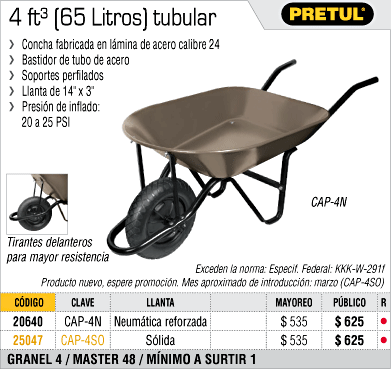 4 ft³ (65 Litros) tubular
PRETUL®
Concha fabricada en lámina de acero calibre 24
Bastidor de tubo de acero
Soportes perfilados
Llanta de 14" x 3"
Presión de inflado:
20 a 25 PSI
CAP-4N
Tirantes delanteros
para mayor resistencia
Exceden la norma: Especif. Federal: KKK-W-291f
Producto nuevo, espere promoción. Mes aproximado de introducción: marzo (CAP-4SO)
CÓDIGO CLAVE LLANTA MAYOREO PÚBLICO R
20640 CAP-4N Neumática reforzada $ 535 $ 625
25047 CAP-4SO Sólida $ 535 $ 625
GRANEL 4 / MASTER 48 / MÍNIMO A SURTIR 1